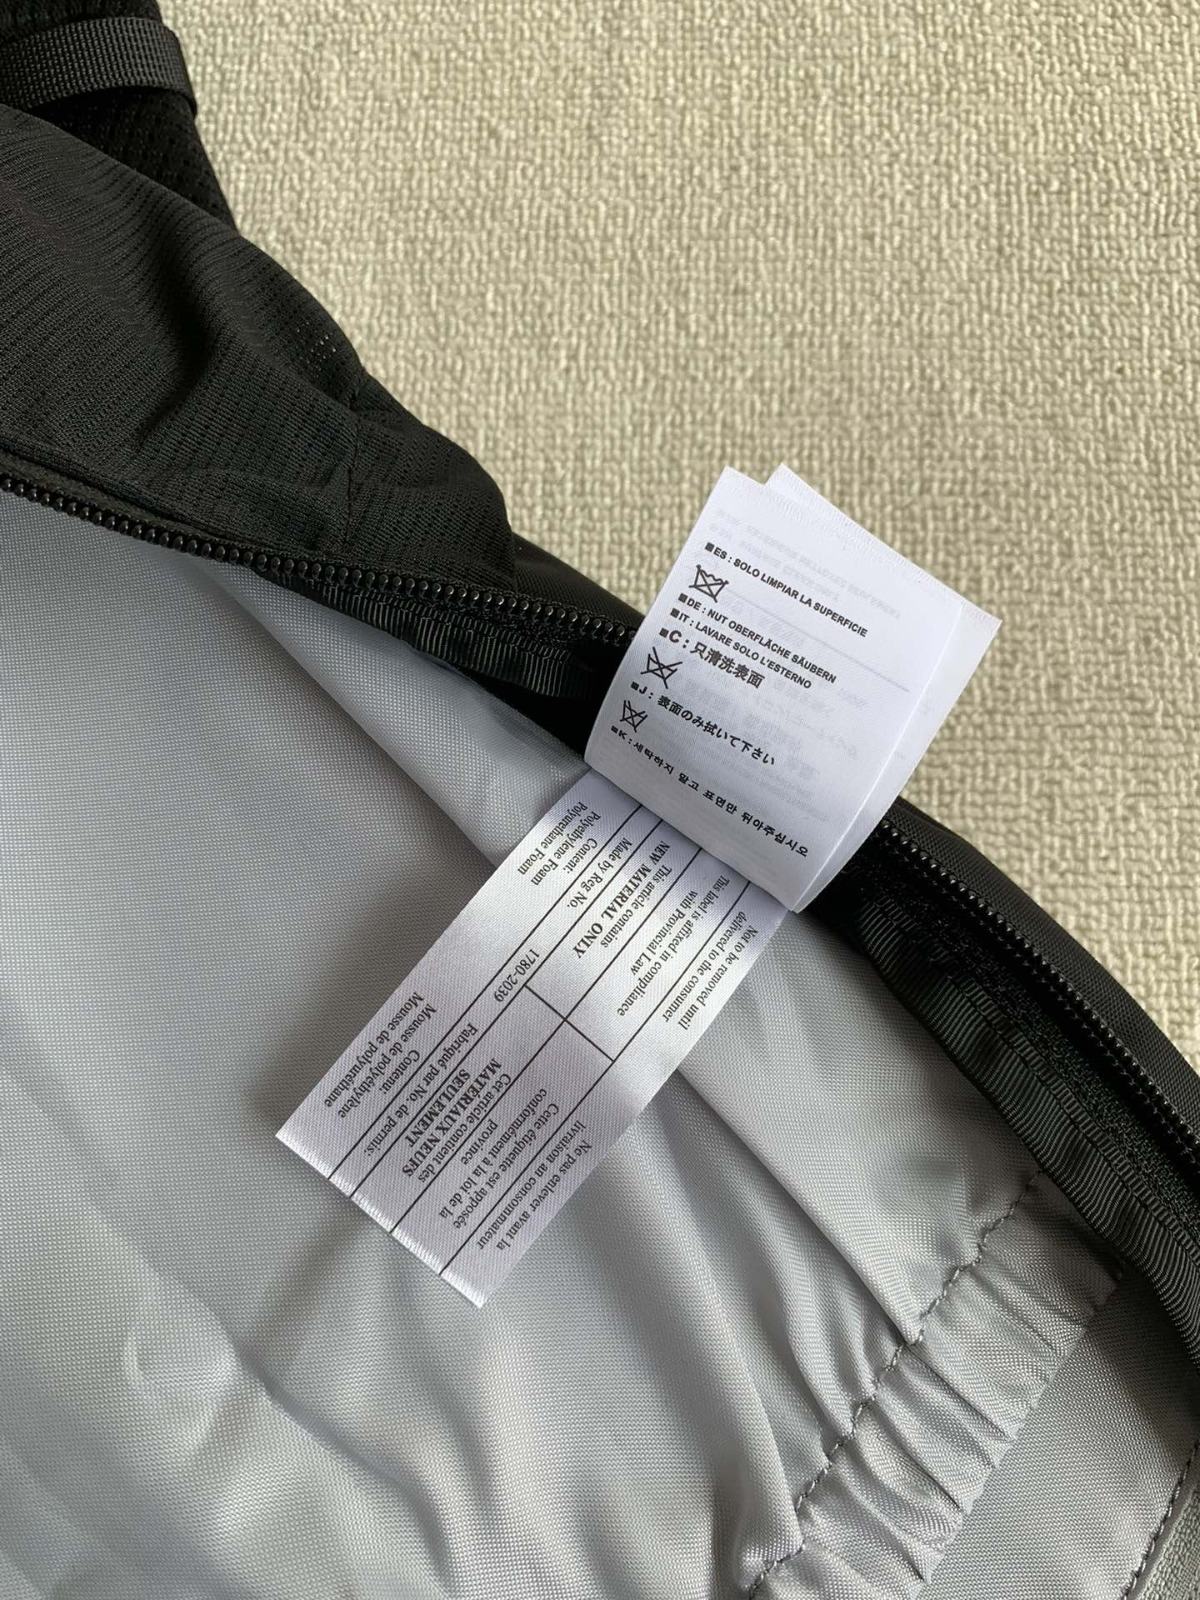 ■ES : SOLO LIMPIAR LA SUPERFICIE
■DE : NUT OBERFLÄCHE SÄUBERN
■IT : LAVARE SOLO L'ESTERNO
■C : 只清洗表面
■J : 表面のみ拭いて下さい
■K : 세탁하지 말고 표면만 뒤아주십시오
Not to be removed until
delivered to the consumer
This label is affixed in compliance
with Provincial Law
This article contains
NEW MATERIAL ONLY
Made by Reg No.
1780-2039
Content:
Polyethylene Foam
Polyurethane Foam
Ne pas enlever avant la
livraison au consommateur
Cette étiquette est apposée
conformément à la loi de la
province
Cet article contient des
MATÉRIAUX NEUFS
SEULEMENT
Fabriqué par No. de permis:
Contenu:
Mousse de polyéthylène
Mousse de polyuréthane